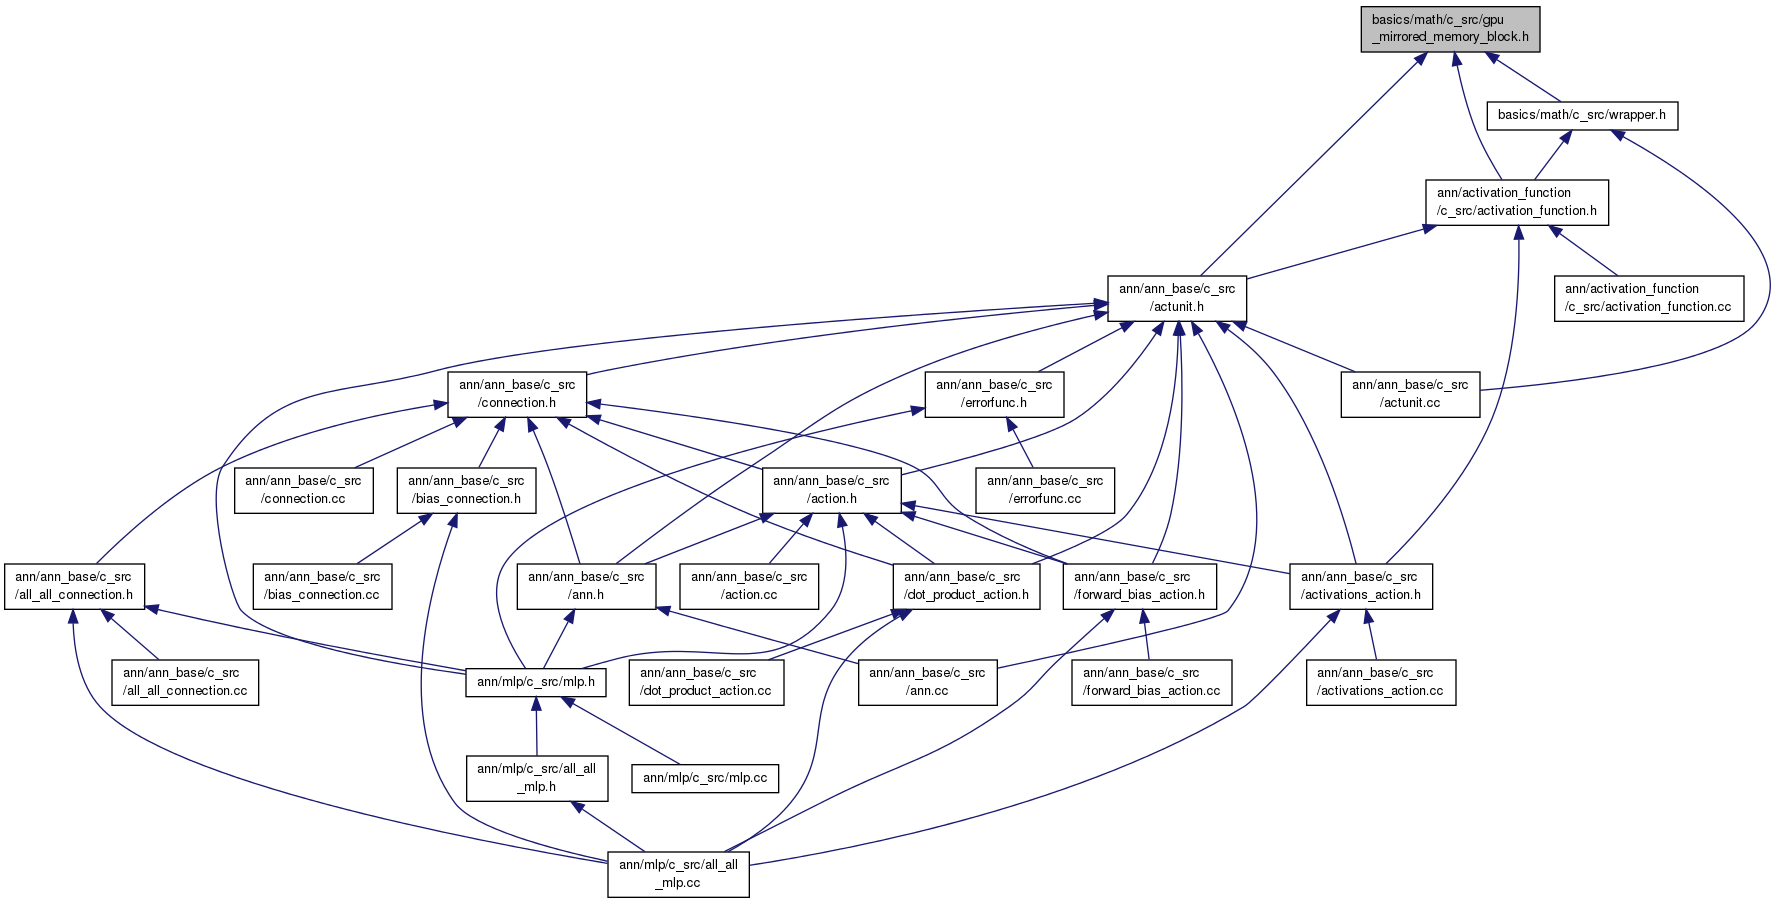 basics/math/c_src/gpu
_mirrored_memory_block.h
basics/math/c_src/wrapper.h
ann/activation_function
/c_src/activation_function.h
ann/ann_base/c_src
/actunit.h
ann/activation_function
/c_src/activation_function.cc
ann/ann_base/c_src
/connection.h
ann/ann_base/c_src
/errorfunc.h
ann/ann_base/c_src
/actunit.cc
ann/ann_base/c_src
/connection.cc
ann/ann_base/c_src
/bias_connection.h
ann/ann_base/c_src
/action.h
ann/ann_base/c_src
/errorfunc.cc
ann/ann_base/c_src
/all_all_connection.h
ann/ann_base/c_src
/bias_connection.cc
ann/ann_base/c_src
/ann.h
ann/ann_base/c_src
/action.cc
ann/ann_base/c_src
/dot_product_action.h
ann/ann_base/c_src
/forward_bias_action.h
ann/ann_base/c_src
/activations_action.h
ann/ann_base/c_src
/all_all_connection.cc
ann/mlp/c_src/mlp.h
ann/ann_base/c_src
/dot_product_action.cc
ann/ann_base/c_src
/ann.cc
ann/ann_base/c_src
/forward_bias_action.cc
ann/ann_base/c_src
/activations_action.cc
ann/mlp/c_src/all_all
_mlp.h
ann/mlp/c_src/mlp.cc
ann/mlp/c_src/all_all
_mlp.cc